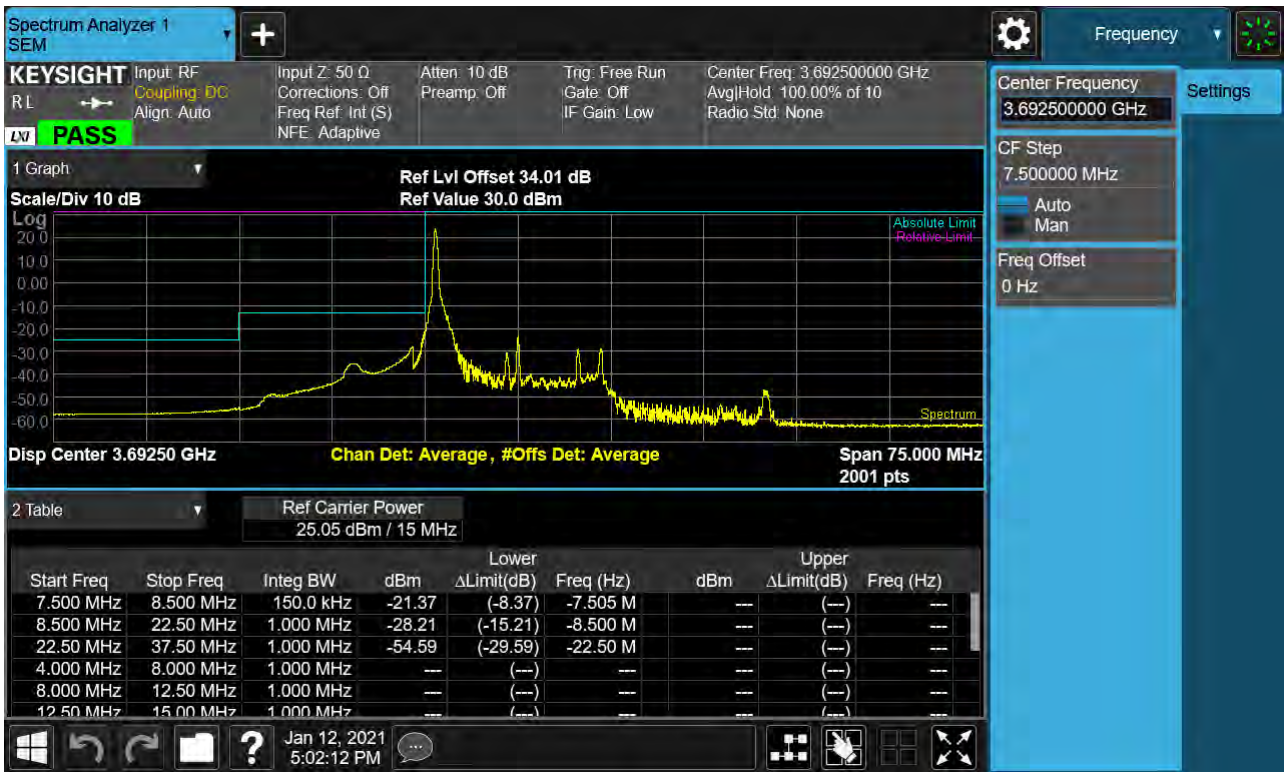 Spectrum Analyzer 1
SEM
Frequency
KEYSIGHT Input: RF Input Z: 50 Ω Atten: 10 dB Trig: Free Run Center Freq: 3.692500000 GHz
Coupling: DC Corrections: Off Preamp: Off Gate: Off Avg|Hold: 100.00% of 10
R L Align: Auto Freq Ref: Int (S) IF Gain: Low Radio Std: None
NFE: Adaptive
LXI PASS
Center Frequency
3.692500000 GHz
Settings
CF Step
7.500000 MHz
Auto
Man
Freq Offset
0 Hz
1 Graph
Ref Lvl Offset 34.01 dB
Scale/Div 10 dB Ref Value 30.0 dBm
Log
Absolute Limit
Relative Limit
20.0
10.0
0.00
-10.0
-20.0
-30.0
-40.0
-50.0
-60.0
Spectrum
Disp Center 3.69250 GHz Chan Det: Average, #Offs Det: Average Span 75.000 MHz
2001 pts
2 Table
Ref Carrier Power
25.05 dBm / 15 MHz
Lower Upper
Start Freq Stop Freq Integ BW dBm ΔLimit(dB) Freq (Hz) dBm ΔLimit(dB) Freq (Hz)
7.500 MHz 8.500 MHz 150.0 kHz -21.37 (-8.37) -7.505 M --- (---) ---
8.500 MHz 22.50 MHz 1.000 MHz -28.21 (-15.21) -8.500 M --- (---) ---
22.50 MHz 37.50 MHz 1.000 MHz -54.59 (-29.59) -22.50 M --- (---) ---
4.000 MHz 8.000 MHz 1.000 MHz --- (---) --- --- (---) ---
8.000 MHz 12.50 MHz 1.000 MHz --- (---) --- --- (---) ---
12.50 MHz 15.00 MHz 1.000 MHz --- (---) --- --- (---) ---
? Jan 12, 2021
5:02:12 PM